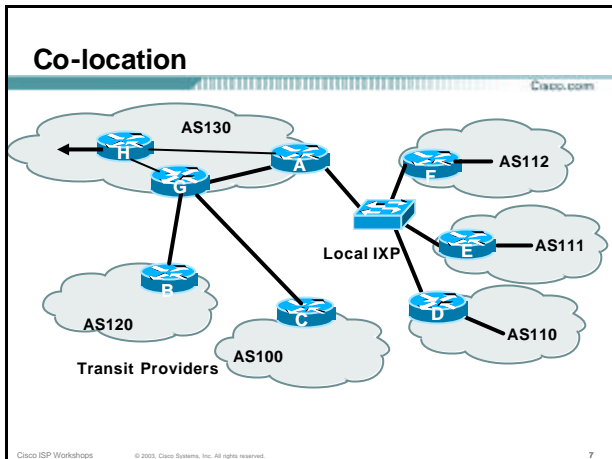 Co-location
Cisco.com
AS130
H
A
G
F
AS112
Local IXP
E
AS111
B
AS120
C
D
AS110
AS100
Transit Providers
Cisco ISP Workshops
© 2003, Cisco Systems, Inc. All rights reserved.
7